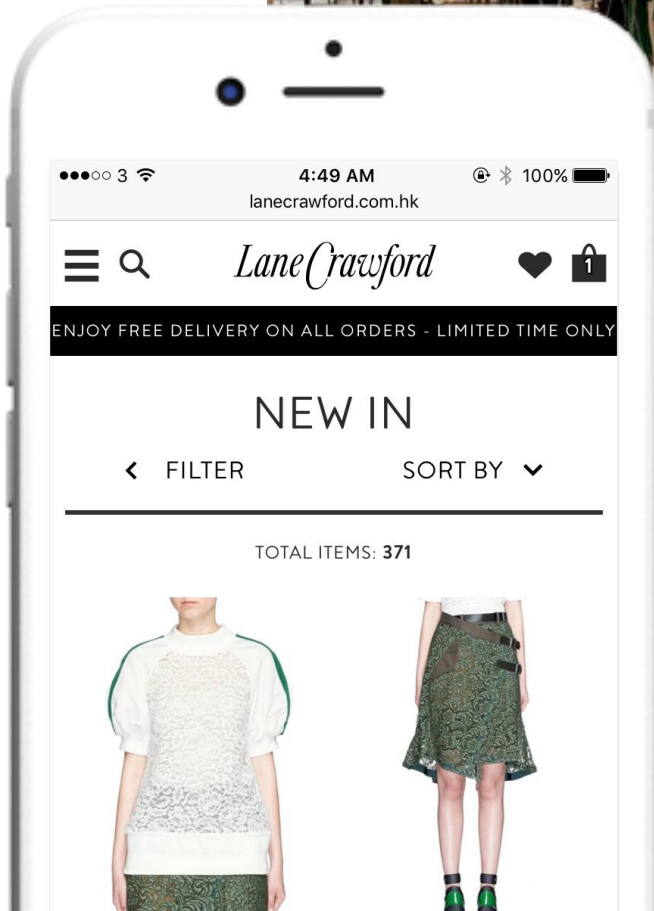 3 4:49 AM 100%
lanecrawford.com.hk
Lane Crawford 1
ENJOY FREE DELIVERY ON ALL ORDERS - LIMITED TIME ONLY
NEW IN
FILTER SORT BY
TOTAL ITEMS: 371